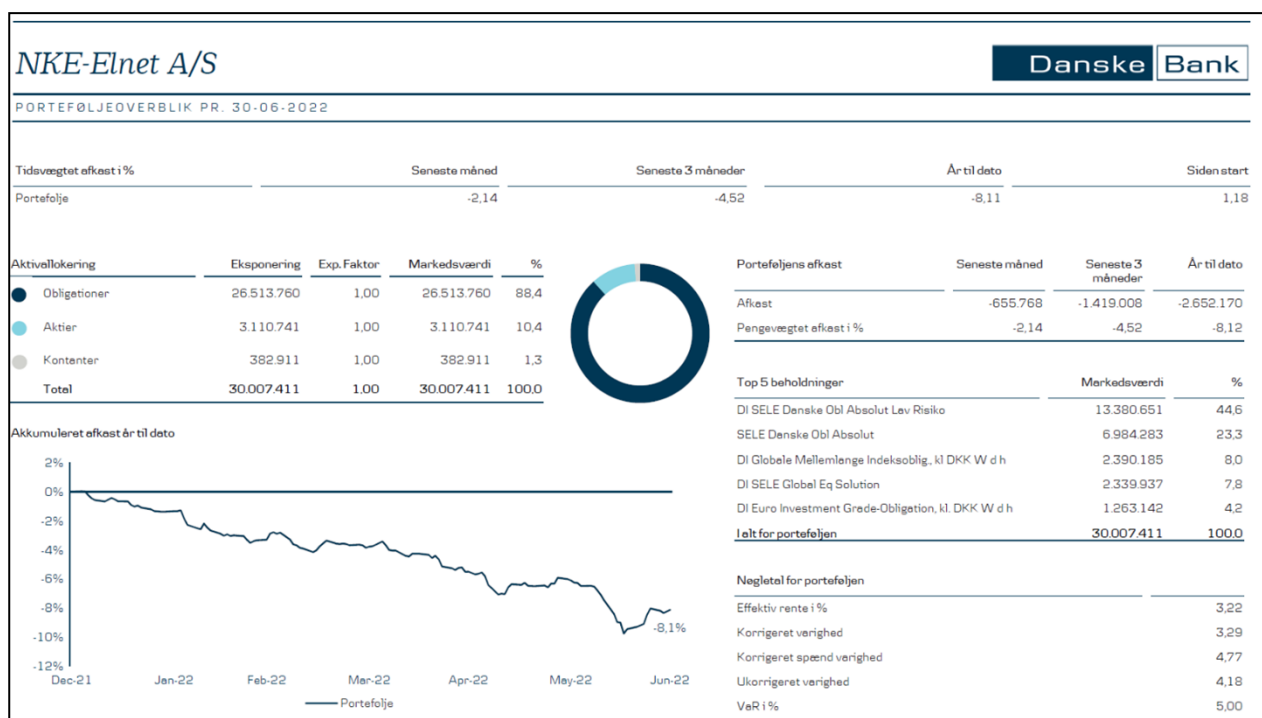 NKE-Elnet A/S
Danske Bank
PORTEFØLJEOVERBLIK PR. 30-06-2022
Tidsvægtet afkast i % Seneste måned Seneste 3 måneder År til dato Siden start
Portefølje -2,14 -4,52 -8,11 1,18
Aktivallokering Eksponering Exp. Faktor Markedsværdi %
Obligationer 26.513.760 1,00 26.513.760 88,4
Aktier 3.110.741 1,00 3.110.741 10,4
Kontanter 382.911 1,00 382.911 1,3
Total 30.007.411 1,00 30.007.411 100,0
Porteføljens afkast Seneste måned Seneste 3 måneder År til dato
Afkast -655.768 -1.419.008 -2.652.170
Pengevægtet afkast i % -2,14 -4,52 -8,12
Top 5 beholdninger Markedsværdi %
DI SELE Danske Obl Absolut Lav Risiko 13.380.651 44,6
SELE Danske Obl Absolut 6.984.283 23,3
DI Globale Mellemlange Indeksoblig., kl DKK W d h 2.390.185 8,0
DI SELE Global Eq Solution 2.339.937 7,8
DI Euro Investment Grade-Obligation, kl. DKK W d h 1.263.142 4,2
I alt for porteføljen 30.007.411 100,0
Akkumuleret afkast år til dato
2%
0%
-2%
-4%
-6%
-8%
-10%
-12%
-8,1%
Dec-21 Jan-22 Feb-22 Mar-22 Apr-22 May-22 Jun-22
Portefølje
Nøgletal for porteføljen
Effektiv rente i % 3,22
Korrigeret varighed 3,29
Korrigeret spænd varighed 4,77
Ukorrigeret varighed 4,18
VaR i % 5,00